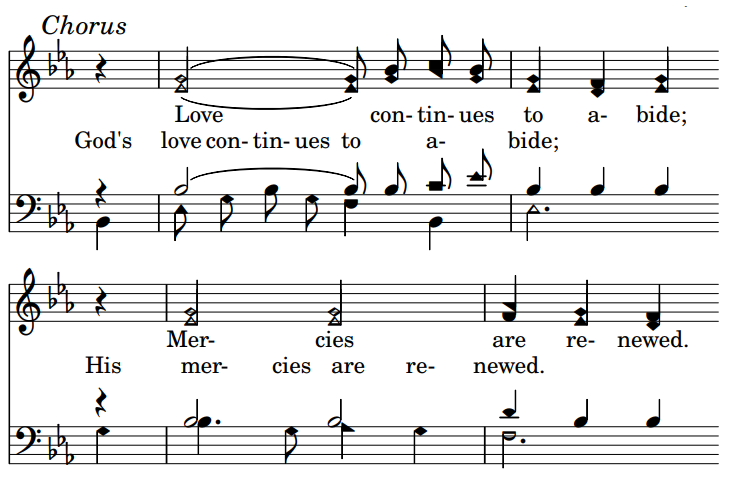 Chorus
Love con- tin- ues to a- bide;
God's love con- tin- ues to a- bide;
Mer- cies are re- newed.
His mer- cies are re- newed.